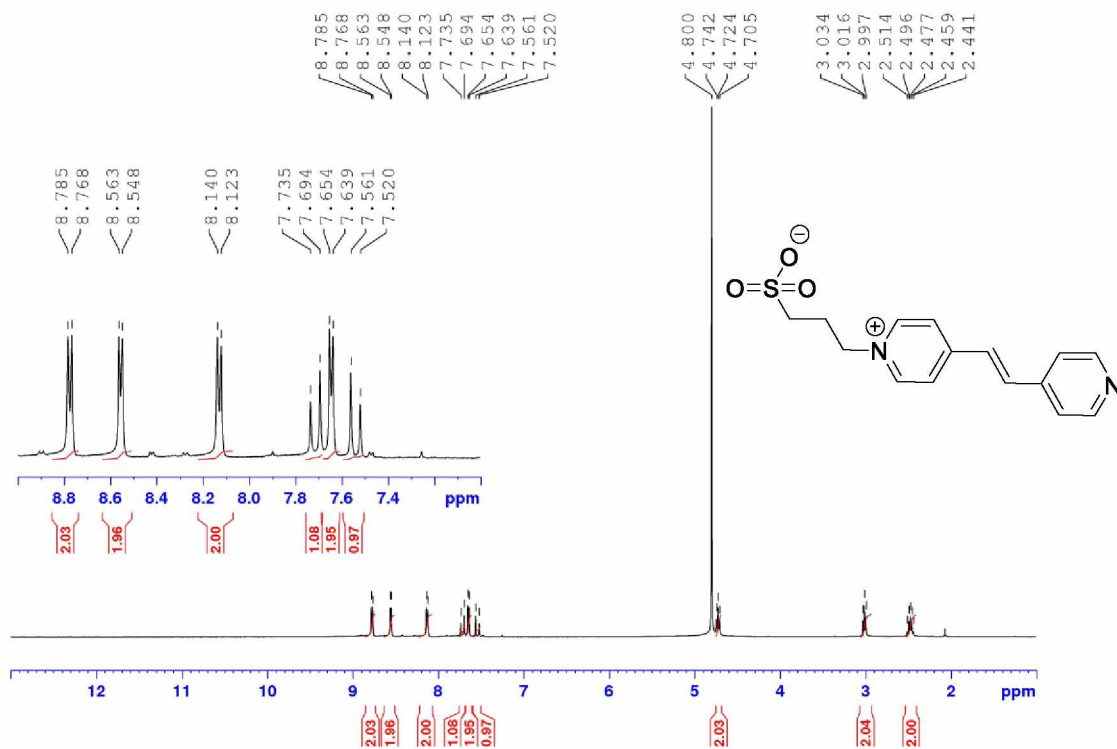 8.785 8.768 8.563 8.548 8.140 8.123 7.735 7.694 7.654 7.639 7.561 7.520 4.800 4.742 4.724 4.705 3.034 3.016 2.997 2.514 2.496 2.477 2.459 2.441
8.785 8.768 8.563 8.548 8.140 8.123 7.735 7.694 7.654 7.639 7.561 7.520
O ⊖
O=S=O
⊕
N
N
8.8 8.6 8.4 8.2 8.0 7.8 7.6 7.4 ppm
2.03 1.96 2.00 1.08 1.95 0.97
12 11 10 9 8 7 6 5 4 3 2 ppm
2.03 1.96 2.00 1.08 1.95 0.97 2.03 2.04 2.00